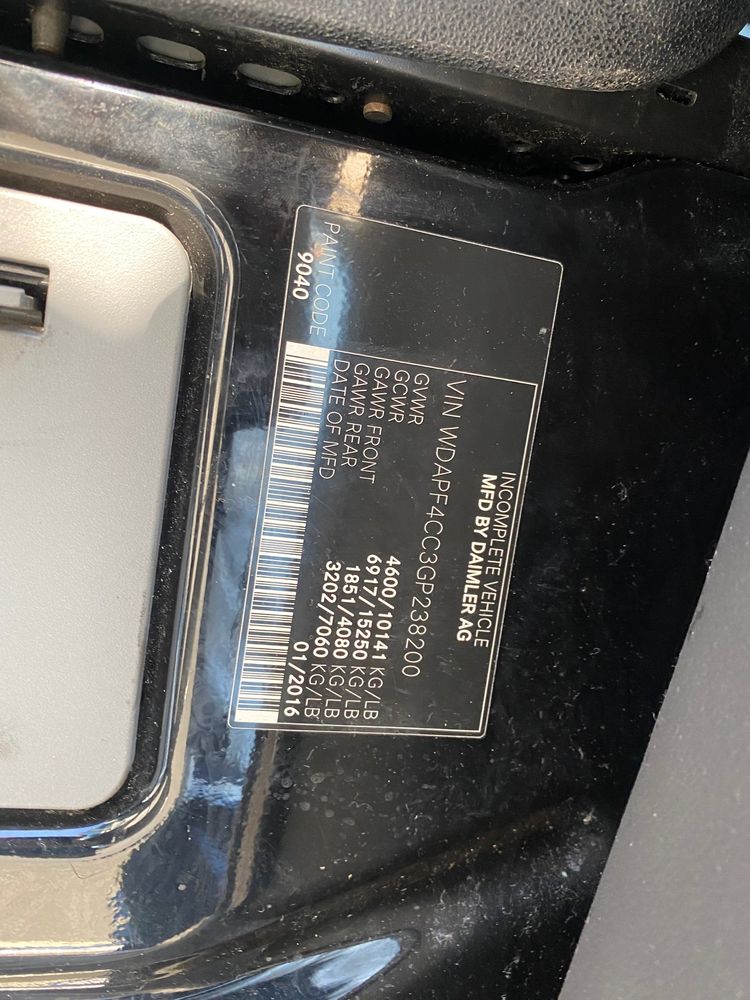 INCOMPLETE VEHICLE
MFD BY DAIMLER AG
VIN WDAPF4CC3GP238200
GVWR 4600/10141 KG/LB
GCWR 6917/15250 KG/LB
GAWR FRONT 1851/4080 KG/LB
GAWR REAR 3202/7060 KG/LB
DATE OF MFD 01/2016
PAINT CODE
9040